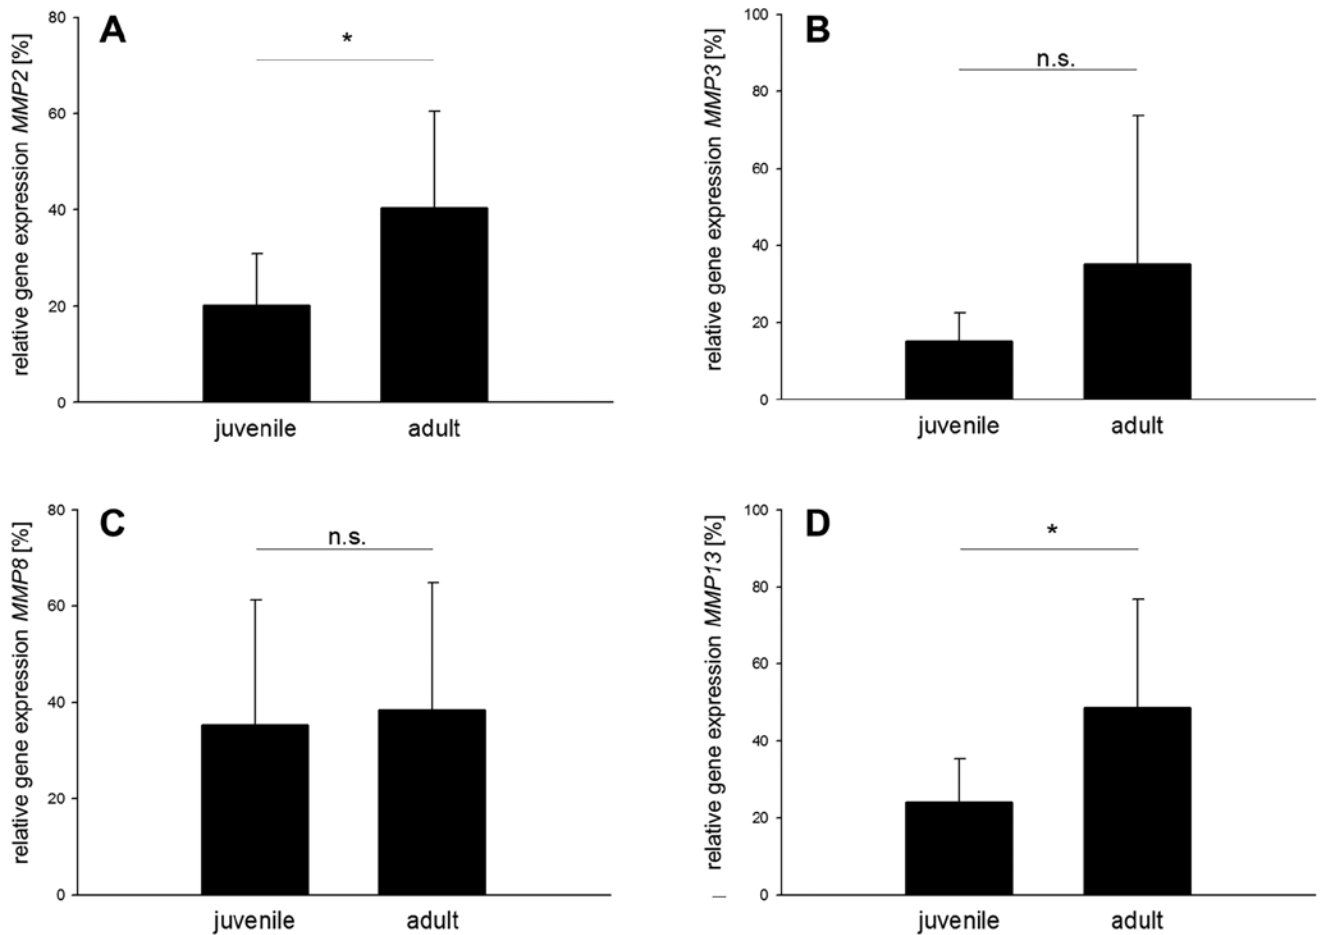 A
relative gene expression MMP2 [%]
80
60
40
20
0
*
juvenile adult
B
relative gene expression MMP3 [%]
100
80
60
40
20
0
n.s.
juvenile adult
C
relative gene expression MMP8 [%]
80
60
40
20
0
n.s.
juvenile adult
D
relative gene expression MMP13 [%]
100
80
60
40
20
0
*
juvenile adult